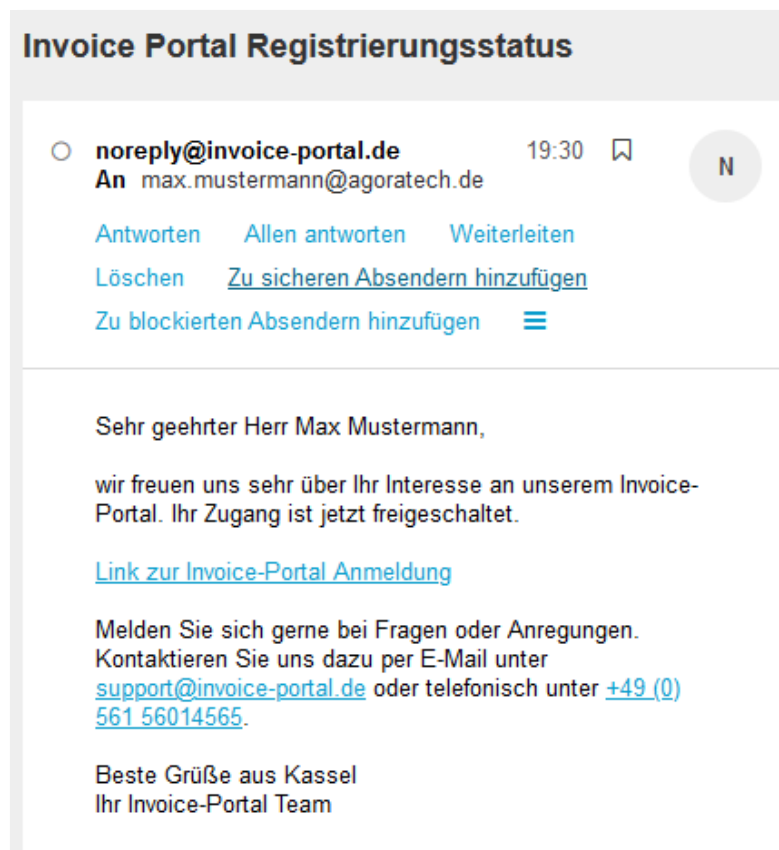 Invoice Portal Registrierungsstatus
noreply@invoice-portal.de 19:30
N
An max.mustermann@agoratech.de
Antworten Allen antworten Weiterleiten
Löschen Zu sicheren Absendern hinzufügen
Zu blockierten Absendern hinzufügen
Sehr geehrter Herr Max Mustermann,
wir freuen uns sehr über Ihr Interesse an unserem Invoice-
Portal. Ihr Zugang ist jetzt freigeschaltet.
Link zur Invoice-Portal Anmeldung
Melden Sie sich gerne bei Fragen oder Anregungen.
Kontaktieren Sie uns dazu per E-Mail unter
support@invoice-portal.de oder telefonisch unter +49 (0)
561 56014565.
Beste Grüße aus Kassel
Ihr Invoice-Portal Team